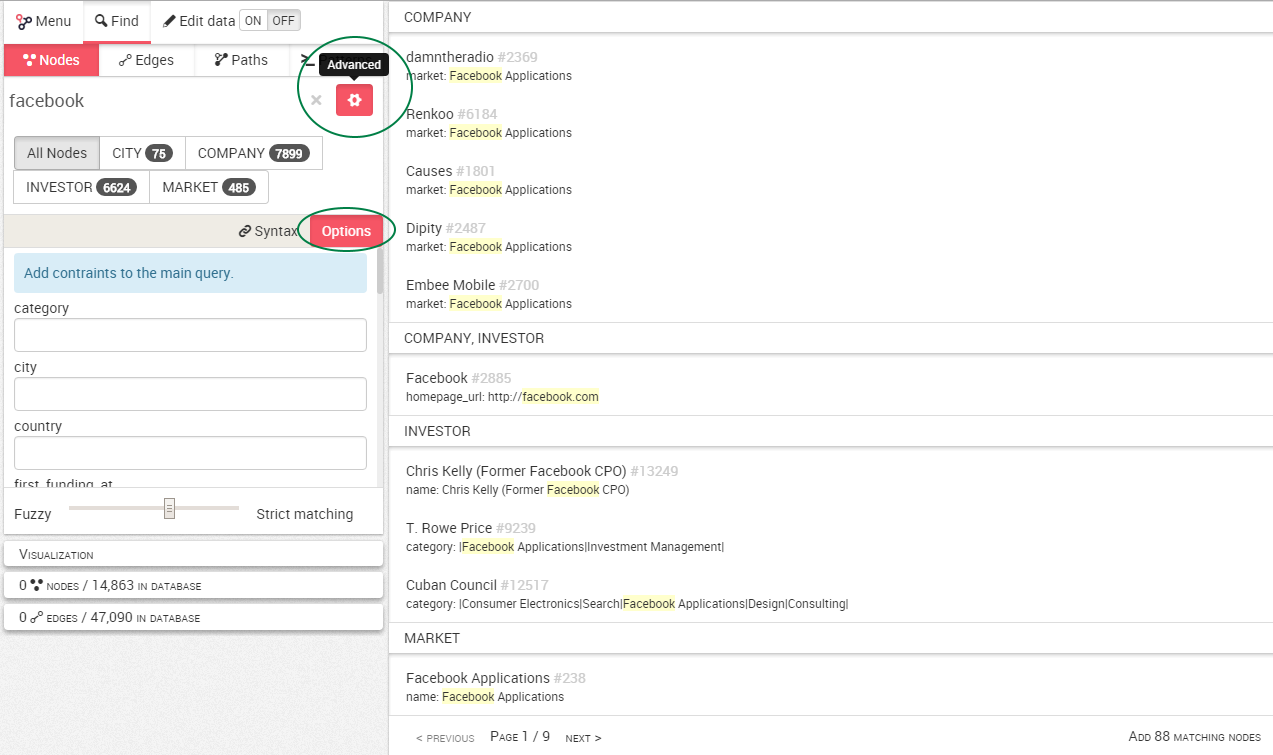 Menu Find Edit data ON OFF
Nodes Edges Paths
Advanced
facebook
All Nodes CITY 75 COMPANY 7899
INVESTOR 6624 MARKET 485
Syntax Options
Add contraints to the main query.
category
city
country
first_funding_at
Fuzzy Strict matching
Visualization
0 nodes / 14,863 in database
0 edges / 47,090 in database
COMPANY
damntheradio #2369
market: Facebook Applications
Renkoo #6184
market: Facebook Applications
Causes #1801
market: Facebook Applications
Dipity #2487
market: Facebook Applications
Embee Mobile #2700
market: Facebook Applications
COMPANY, INVESTOR
Facebook #2885
homepage_url: http://facebook.com
INVESTOR
Chris Kelly (Former Facebook CPO) #13249
name: Chris Kelly (Former Facebook CPO)
T. Rowe Price #9239
category: |Facebook Applications|Investment Management|
Cuban Council #12517
category: |Consumer Electronics|Search|Facebook Applications|Design|Consulting|
MARKET
Facebook Applications #238
name: Facebook Applications
< previous Page 1 / 9 next > Add 88 matching nodes